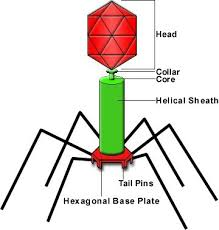 Head
Collar
Core
Helical Sheath
Tail Pins
Hexagonal Base Plate